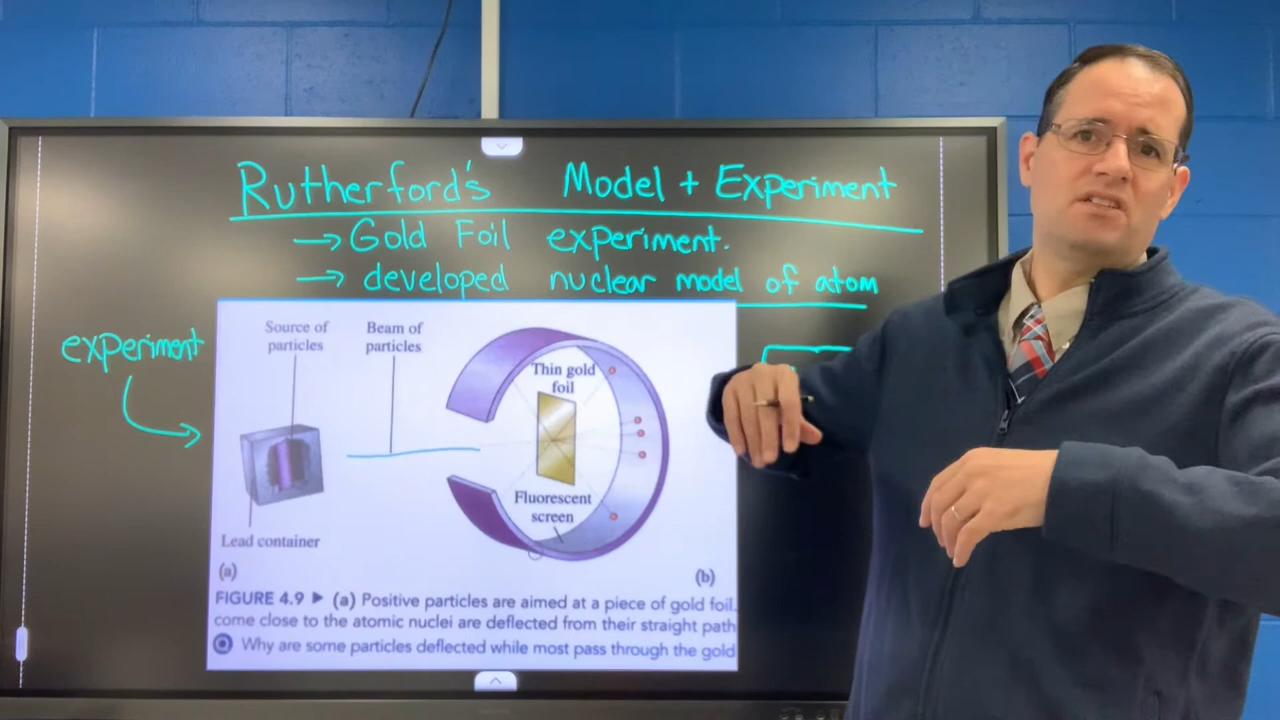 Rutherford's Model + Experiment
→ Gold Foil experiment.
→ developed nuclear model of atom
experiment
Source of
particles
Beam of
particles
Thin gold
foil
Fluorescent
screen
Lead container
(a)
(b)
FIGURE 4.9 ► (a) Positive particles are aimed at a piece of gold foil.
come close to the atomic nuclei are deflected from their straight path
Why are some particles deflected while most pass through the gold